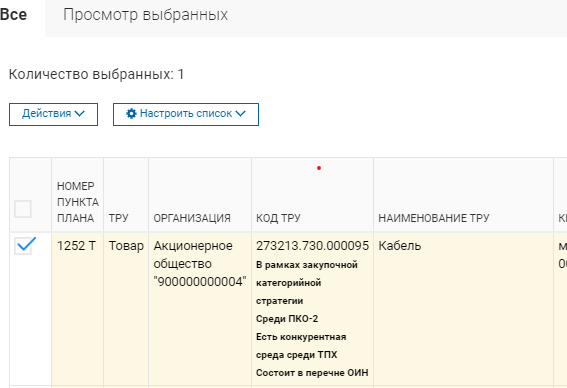 Все
Просмотр выбранных
Количество выбранных: 1
Действия
Настроить список
НОМЕР ПУНКТА ПЛАНА
ТРУ
ОРГАНИЗАЦИЯ
КОД ТРУ
НАИМЕНОВАНИЕ ТРУ
1252 Т
Товар
Акционерное
общество
"900000000004"
273213.730.000095
В рамках закупочной
категорийной
стратегии
Среди ПКО-2
Есть конкурентная
среда среди ТПХ
Состоит в перечне ОИН
Кабель